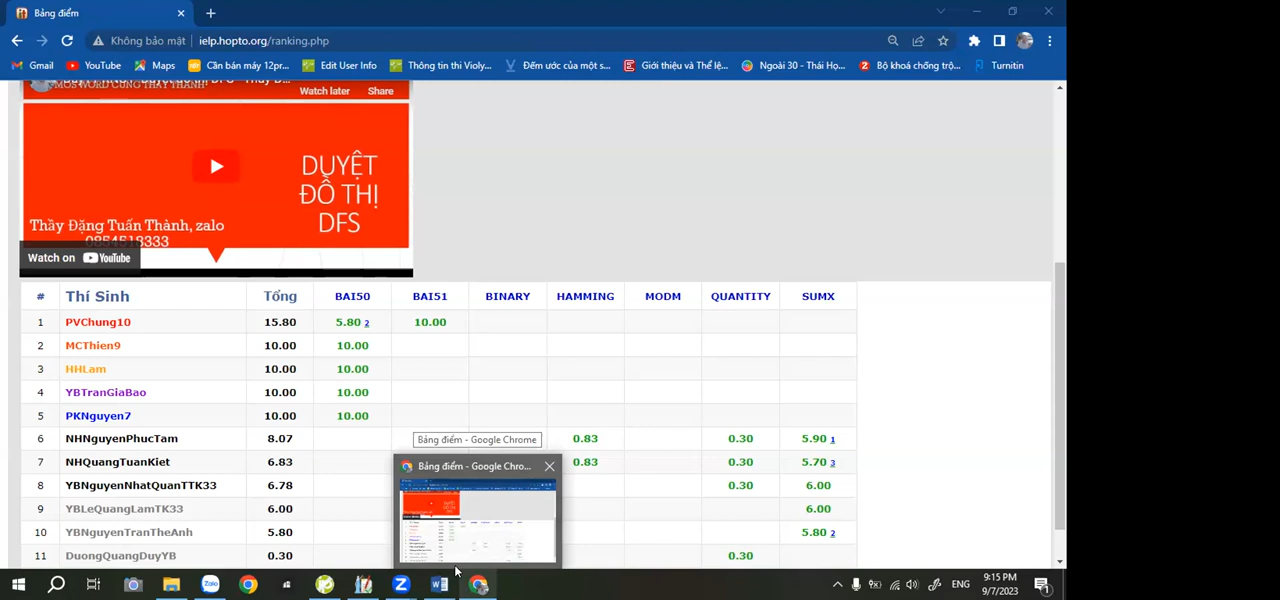 Bảng điểm
Không bảo mật ielp.hopto.org/ranking.php
Gmail YouTube Maps Căn bán máy 12pr... Edit User Info Thông tin thi Violy... Đếm ước của một s... Giới thiệu và Thể lệ... Ngoài 30 - Thái Họ... Bộ khoá chống trộ... Turnitin
MOS WORD CÙNG THẦY THÀNH
Watch later Share
DUYỆT
ĐỒ THỊ
DFS
Thầy Đặng Tuấn Thành, zalo
0854518333
Watch on YouTube
# Thí Sinh Tổng BAI50 BAI51 BINARY HAMMING MODM QUANTITY SUMX
1 PVChung10 15.80 5.80 2 10.00
2 MCThien9 10.00 10.00
3 HHLam 10.00 10.00
4 YBTranGiaBao 10.00 10.00
5 PKNguyen7 10.00 10.00
6 NHNguyenPhucTam 8.07 0.83 0.30 5.90 1
7 NHQuangTuanKiet 6.83 0.83 0.30 5.70 3
8 YBNguyenNhatQuanTTK33 6.78 0.30 6.00
9 YBLeQuangLamTK33 6.00 6.00
10 YBNguyenTranTheAnh 5.80 5.80 2
11 DuongQuangDuyYB 0.30 0.30
Bảng điểm - Google Chrome
Bảng điểm - Google Chro...
Zalo
ENG
9:15 PM
9/7/2023